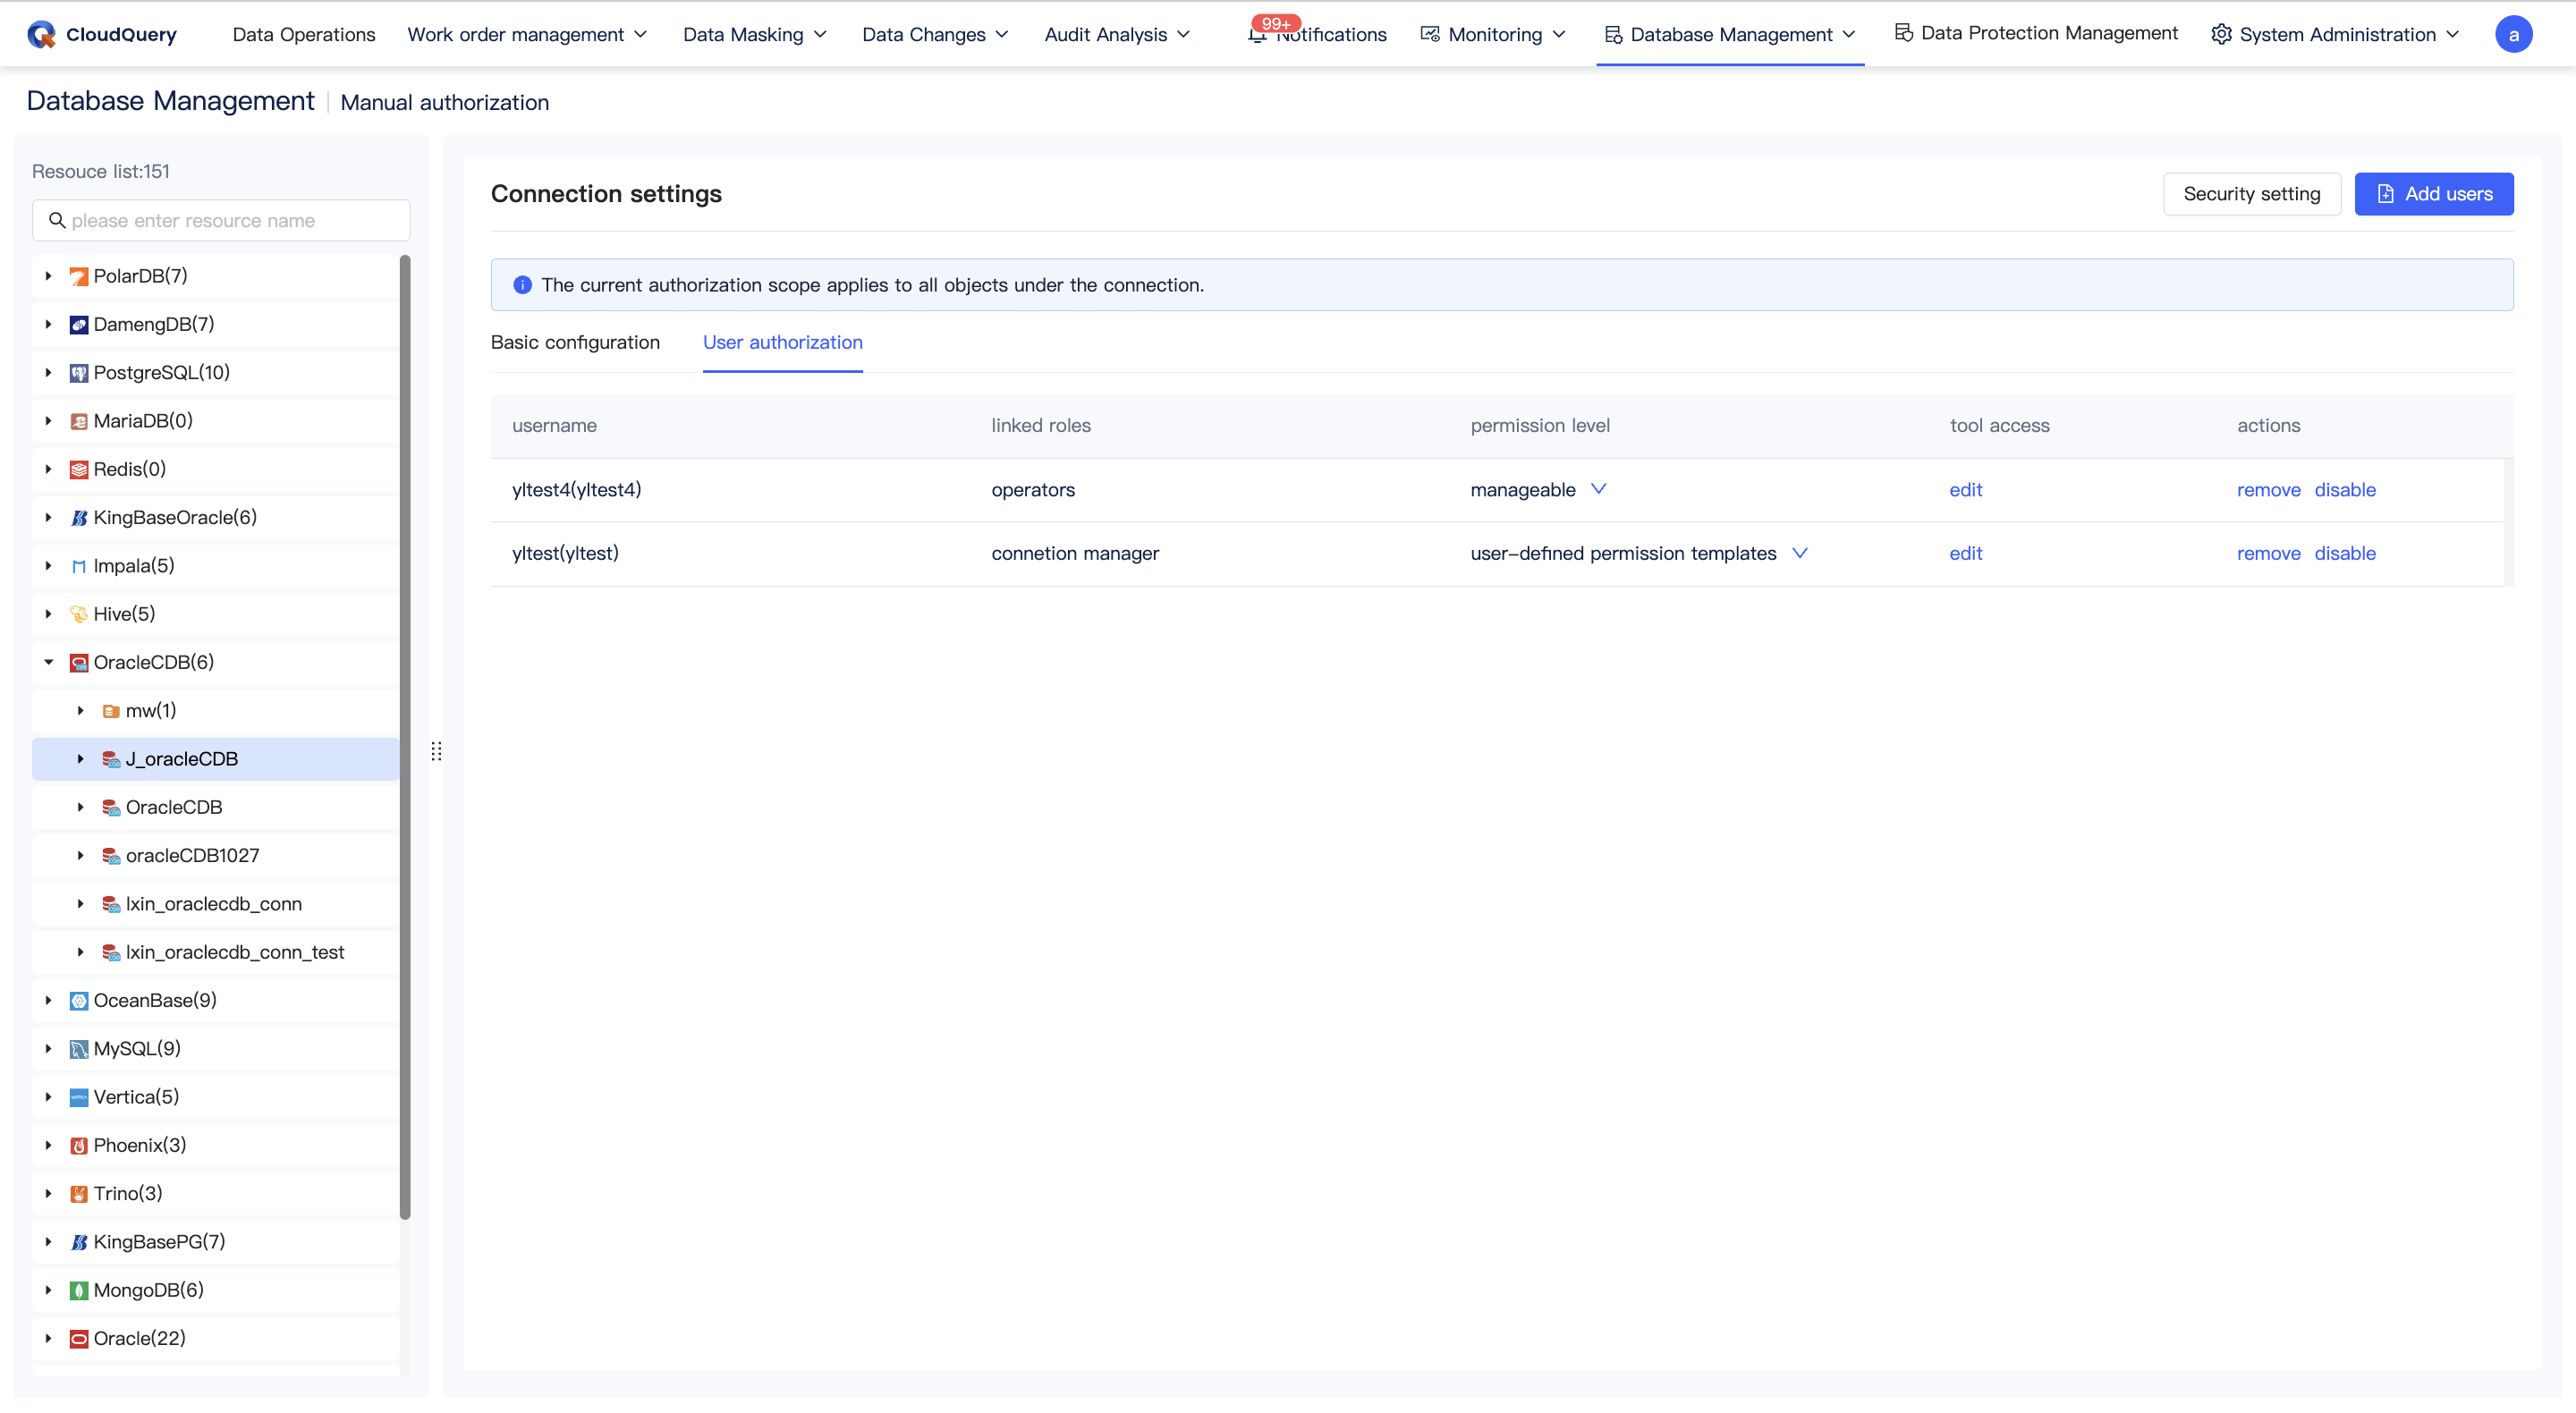 CloudQuery
Data Operations
Work order management
Data Masking
Data Changes
Audit Analysis
99+
Notifications
Monitoring
Database Management
Data Protection Management
System Administration
a
Database Management
Manual authorization
Resouce list:151
please enter resource name
PolarDB(7)
DamengDB(7)
PostgreSQL(10)
MariaDB(0)
Redis(0)
KingBaseOracle(6)
Impala(5)
Hive(5)
OracleCDB(6)
mw(1)
J_oracleCDB
OracleCDB
oracleCDB1027
lxin_oraclecdb_conn
lxin_oraclecdb_conn_test
OceanBase(9)
MySQL(9)
Vertica(5)
Phoenix(3)
Trino(3)
KingBasePG(7)
MongoDB(6)
Oracle(22)
Connection settings
Security setting
Add users
The current authorization scope applies to all objects under the connection.
Basic configuration
User authorization
username linked roles permission level tool access actions
yltest4(yltest4) operators manageable edit remove disable
yltest(yltest) connetion manager user-defined permission templates edit remove disable